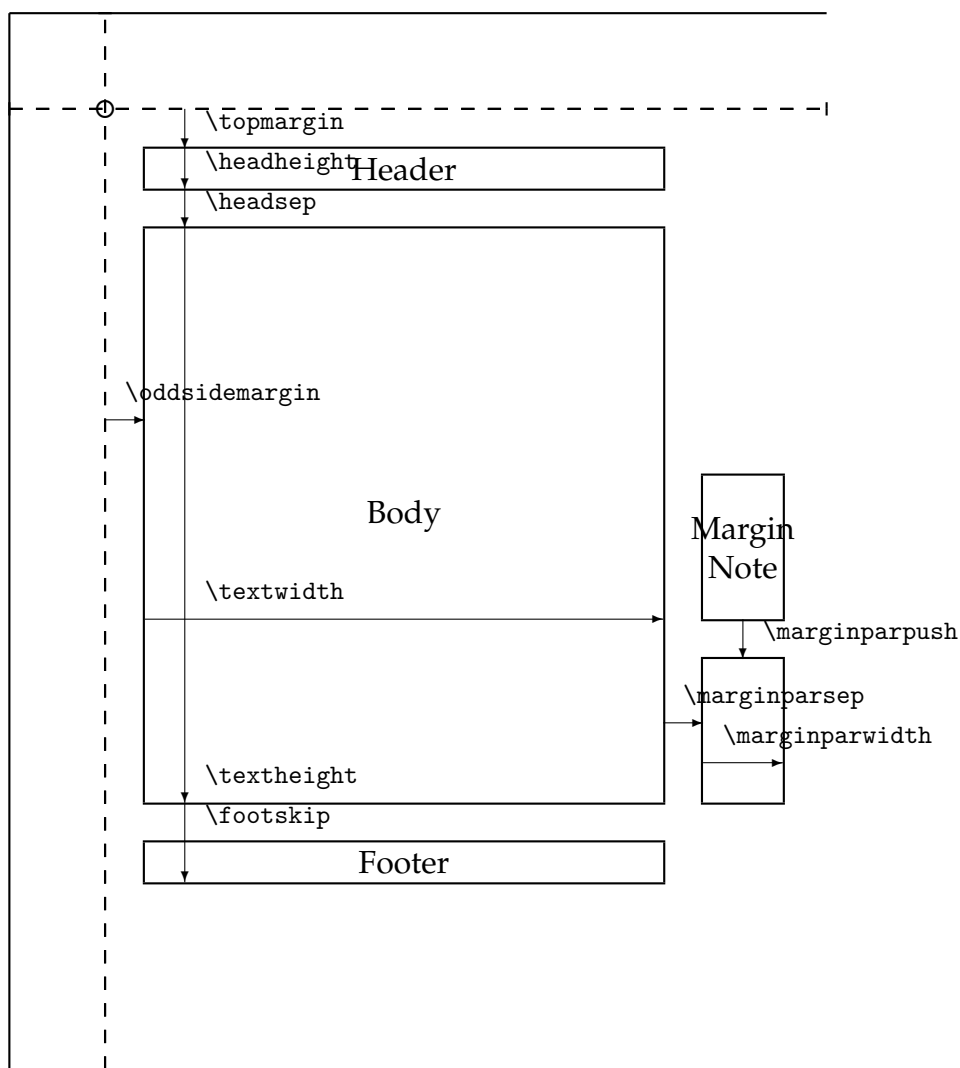 \topmargin
\headheight
Header
\headsep
\oddsidemargin
Body
Margin
Note
\textwidth
\marginparpush
\marginparsep
\marginparwidth
\textheight
\footskip
Footer